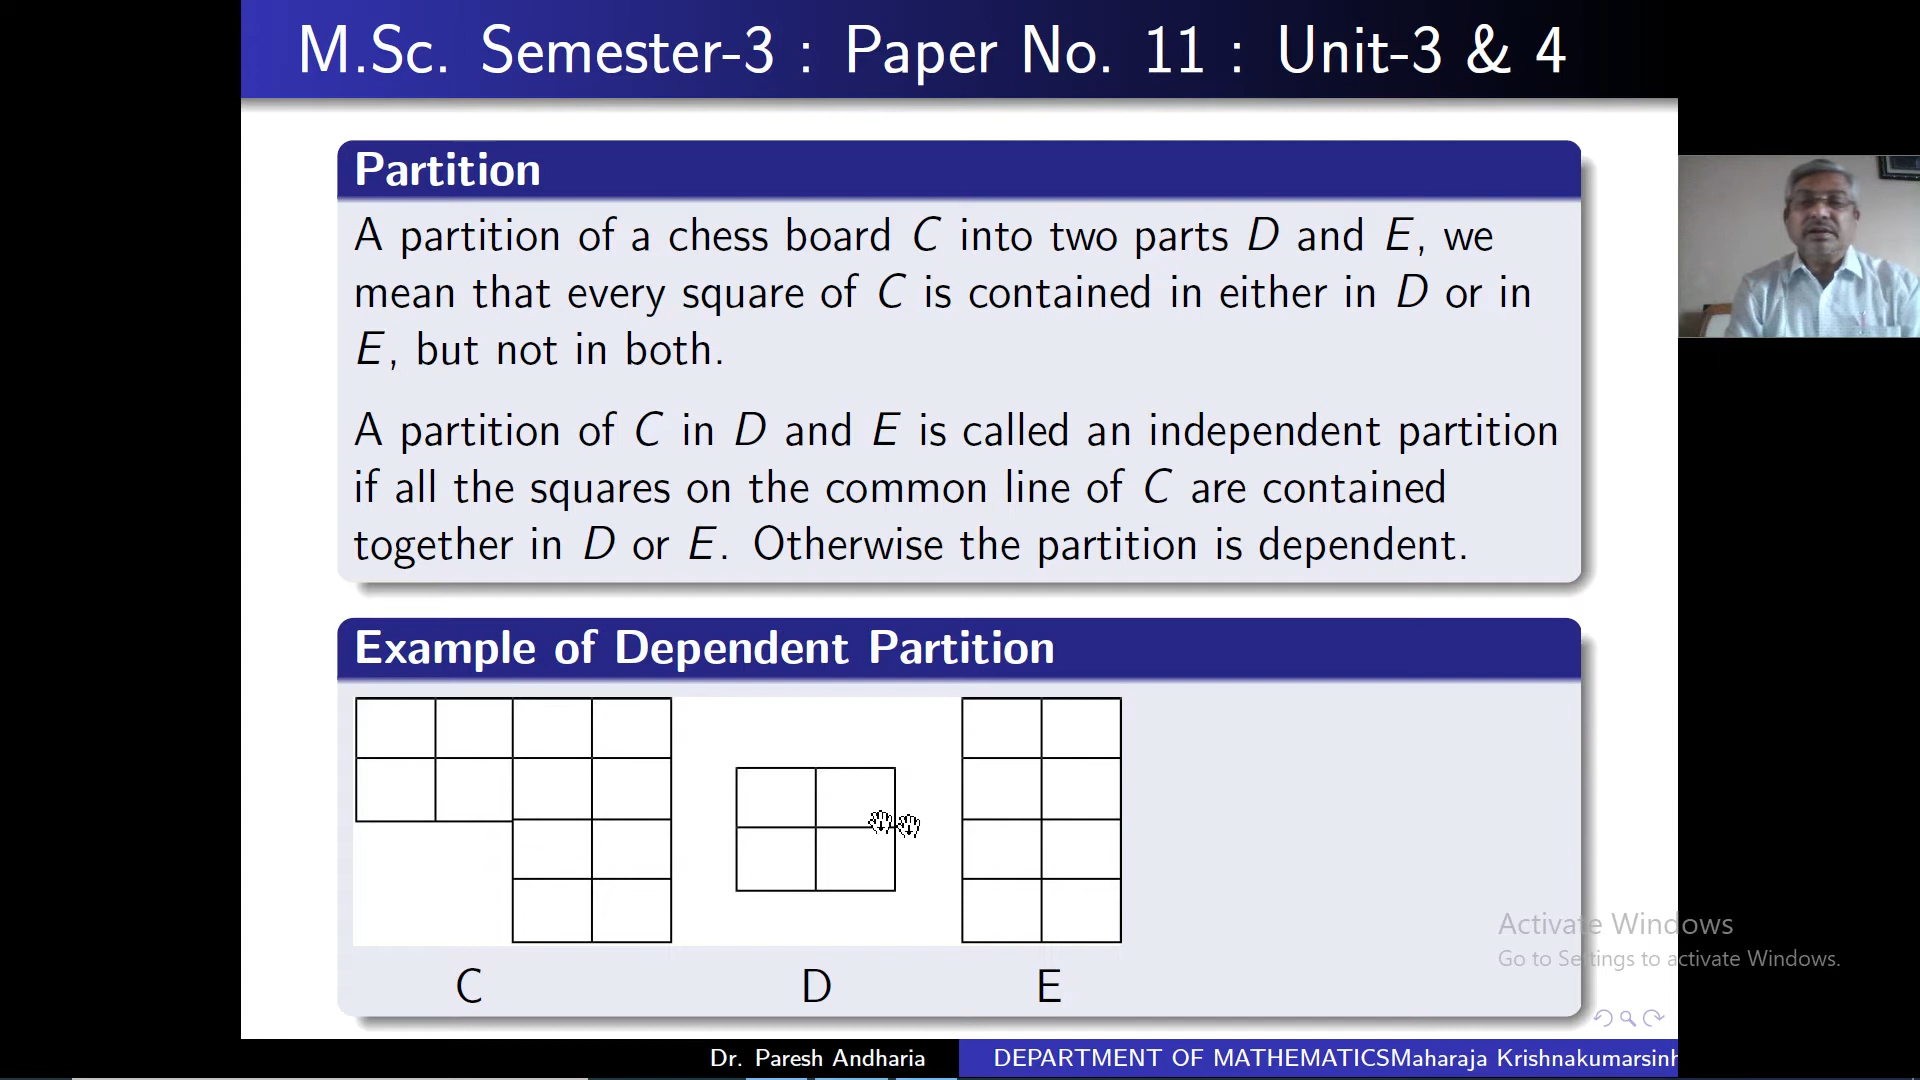 M.Sc. Semester-3 : Paper No. 11 : Unit-3 & 4
Partition
A partition of a chess board C into two parts D and E, we
mean that every square of C is contained in either in D or in
E, but not in both.
A partition of C in D and E is called an independent partition
if all the squares on the common line of C are contained
together in D or E. Otherwise the partition is dependent.
Example of Dependent Partition
C D E
Activate Windows
Go to Settings to activate Windows.
Dr. Paresh Andharia DEPARTMENT OF MATHEMATICSMaharaja Krishnakumarsinh